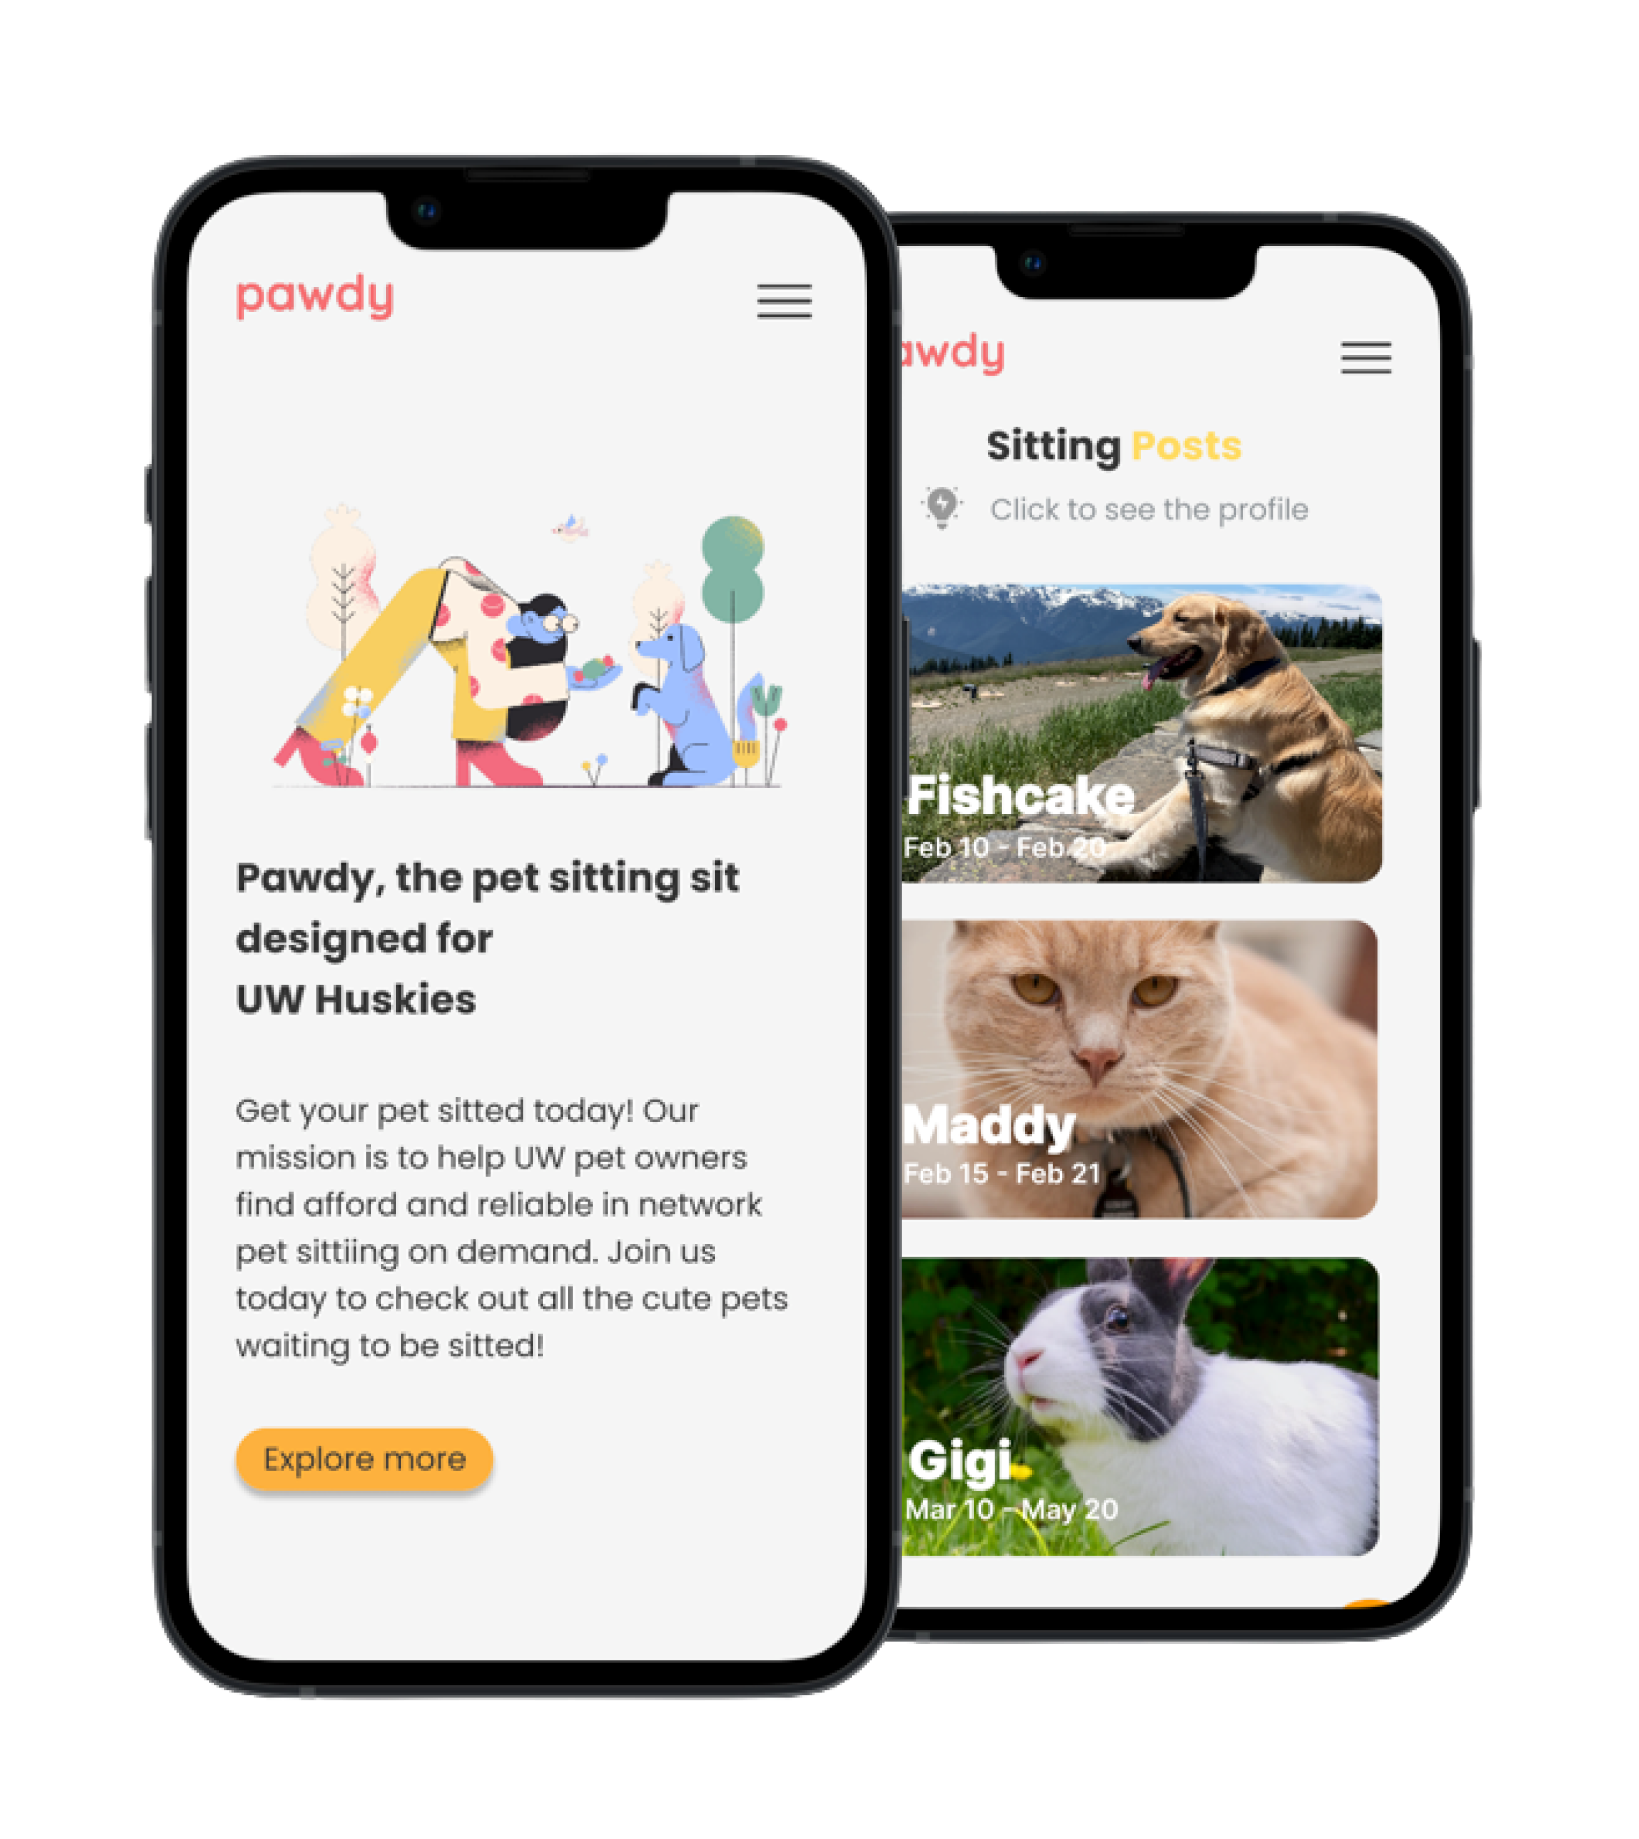 pawdy
Pawdy, the pet sitting sit
designed for
UW Huskies
Get your pet sitted today! Our
mission is to help UW pet owners
find afford and reliable in network
pet sittiing on demand. Join us
today to check out all the cute pets
waiting to be sitted!
Explore more
awdy
Sitting Posts
Click to see the profile
Fishcake
Feb 10 - Feb 20
Maddy
Feb 15 - Feb 21
Gigi
Mar 10 - May 20